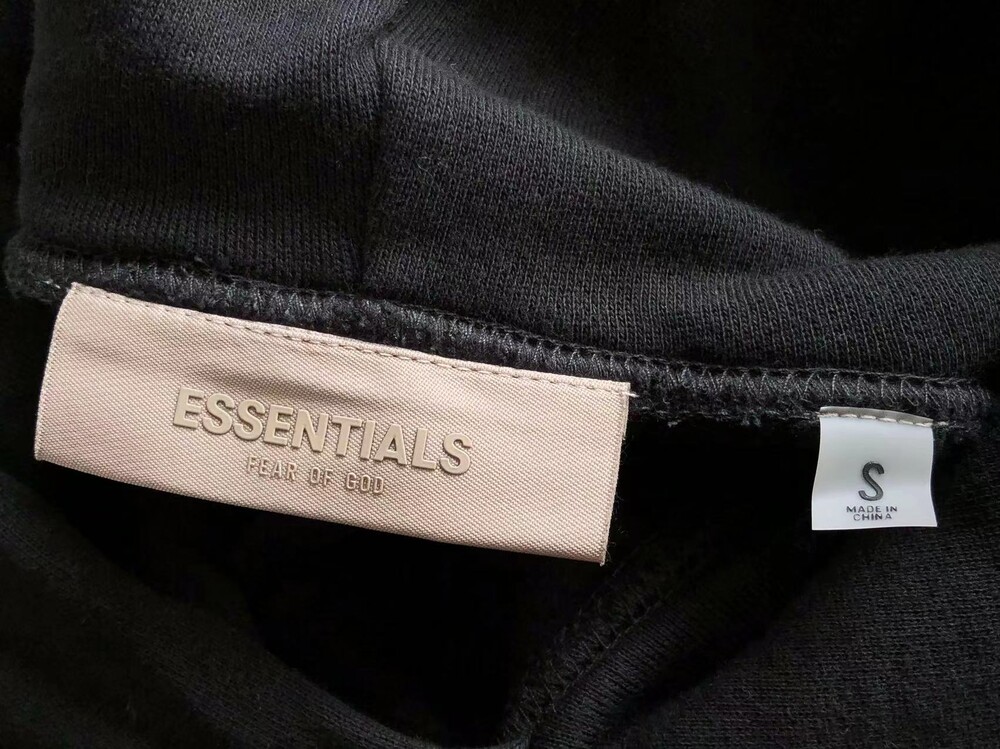 ESSENTIALS
FEAR OF GOD
S
MADE IN
CHINA